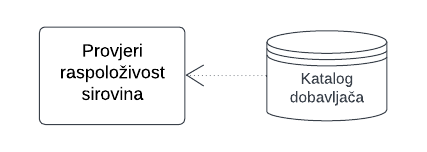 Provjeri
raspoloživost
sirovina
Katalog
dobavljača